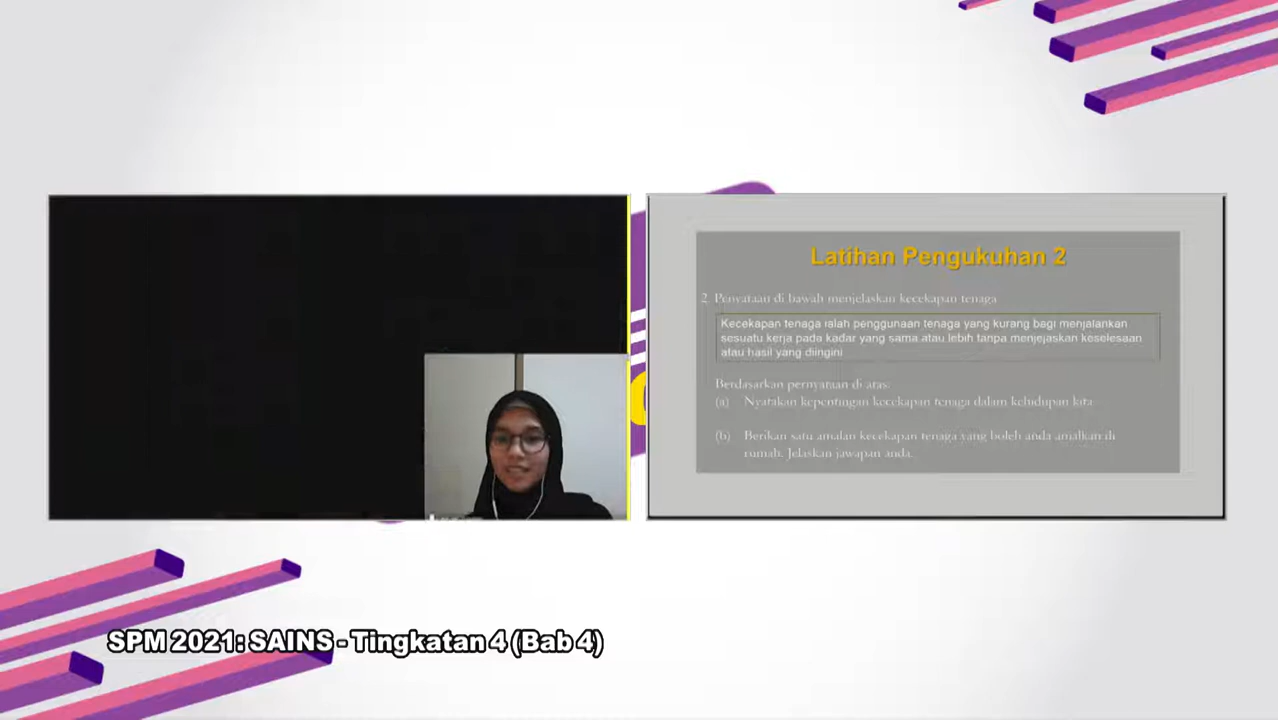 Latihan Pengukuhan 2
2. Penyataan di bawah menjelaskan kecekapan tenaga
Kecekapan tenaga ialah penggunaan tenaga yang kurang bagi menjalankan
sesuatu kerja pada kadar yang sama atau lebih tanpa menjejaskan keselesaan
atau hasil yang diingini
Berdasarkan pernyataan di atas:
(a) Nyatakan kepentingan kecekapan tenaga dalam kehidupan kita
(b) Berikan satu amalan kecekapan tenaga yang boleh anda amalkan di
rumah. Jelaskan jawapan anda.
SPM 2021: SAINS - Tingkatan 4 (Bab 4)